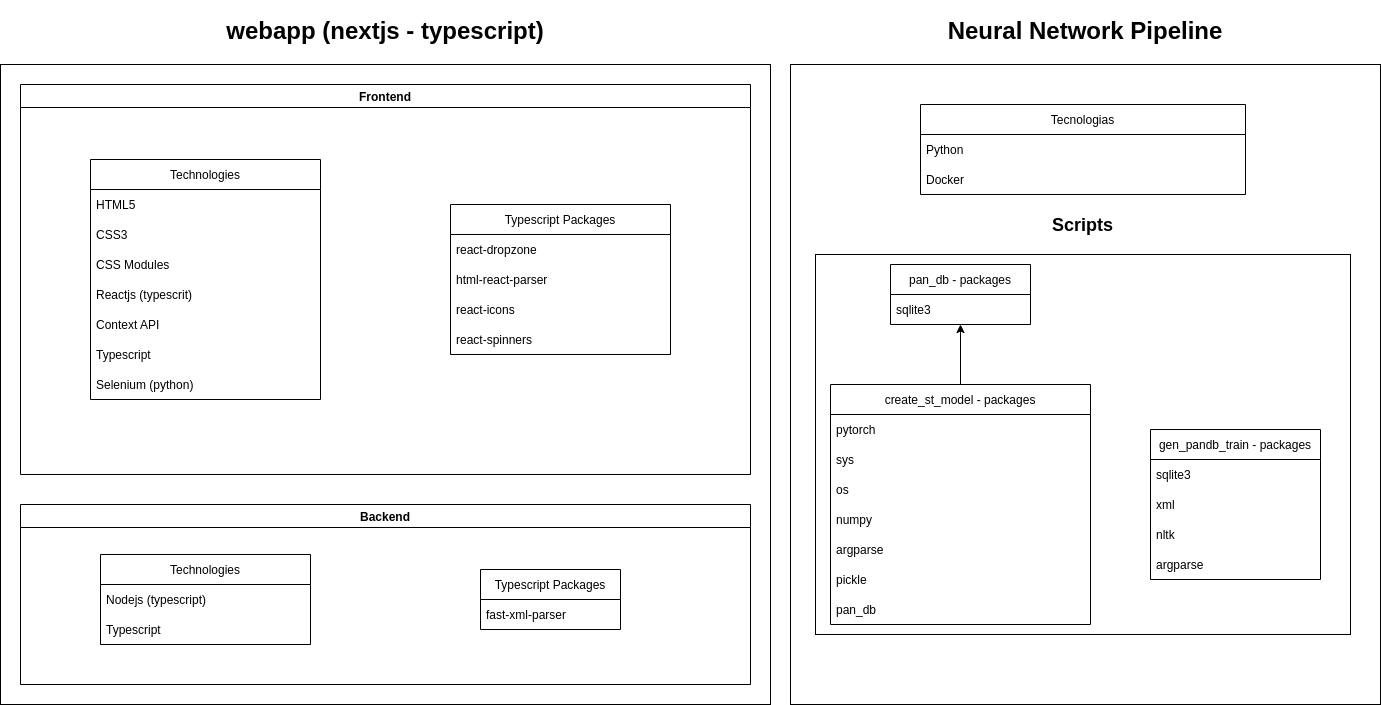 webapp (nextjs - typescript)
Frontend
Technologies
HTML5
CSS3
CSS Modules
Reactjs (typescrit)
Context API
Typescript
Selenium (python)
Typescript Packages
react-dropzone
html-react-parser
react-icons
react-spinners
Backend
Technologies
Nodejs (typescript)
Typescript
Typescript Packages
fast-xml-parser
Neural Network Pipeline
Tecnologias
Python
Docker
Scripts
pan_db - packages
sqlite3
create_st_model - packages
pytorch
sys
os
numpy
argparse
pickle
pan_db
gen_pandb_train - packages
sqlite3
xml
nltk
argparse